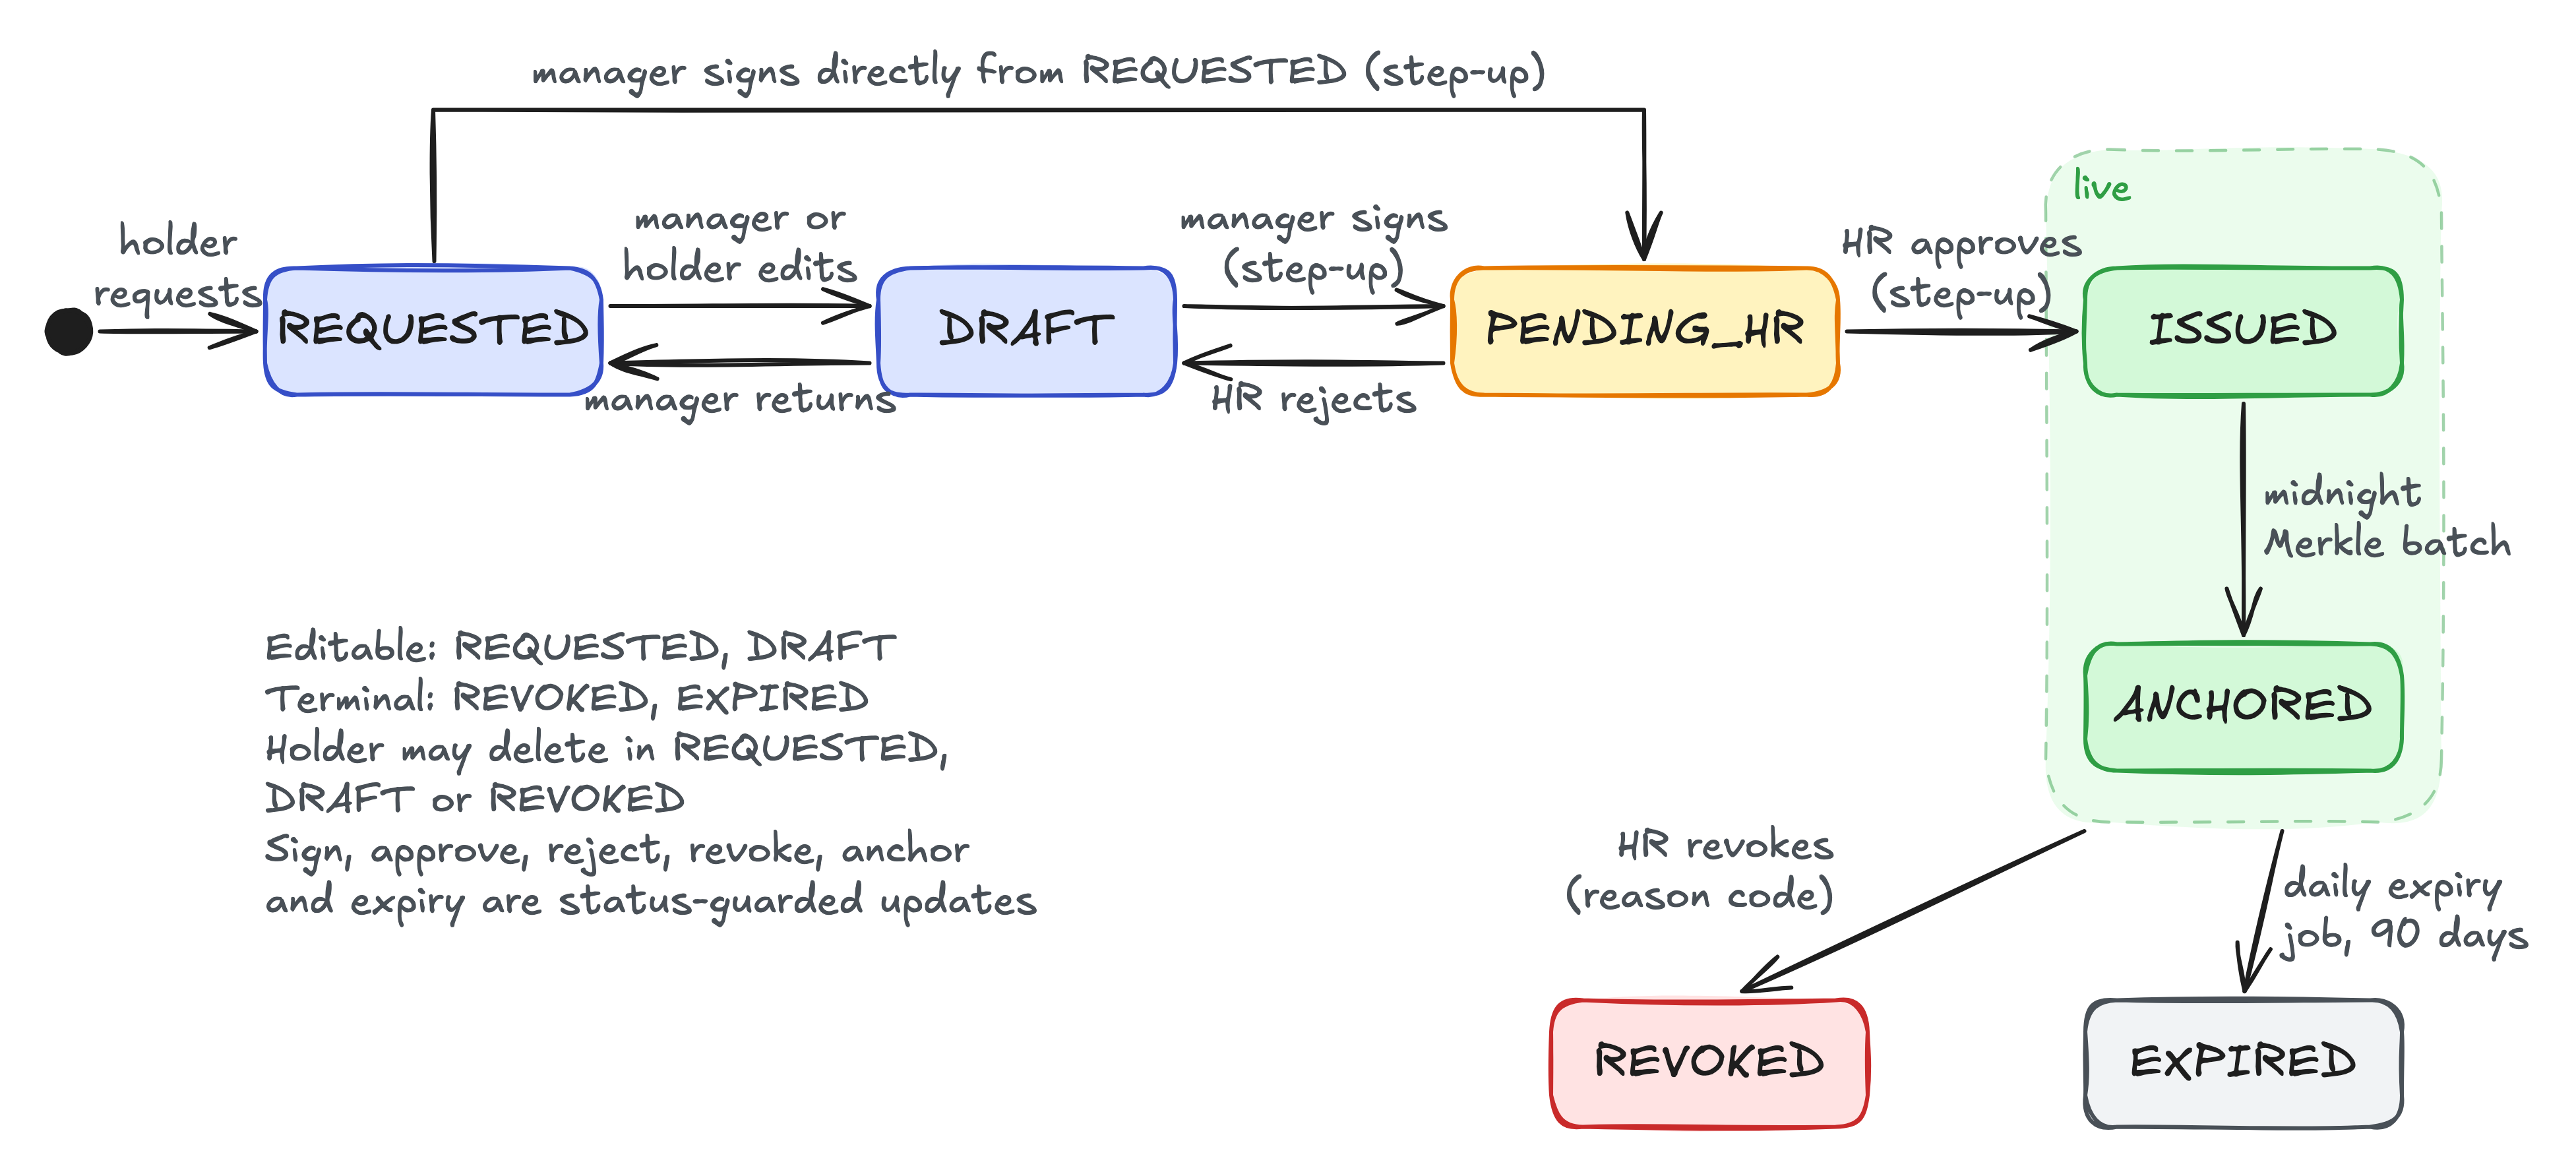 manager signs directly from REQUESTED (step-up)
holder
requests
REQUESTED
manager or
holder edits
manager returns
DRAFT
manager signs
(step-up)
HR rejects
PENDING_HR
HR approves
(step-up)
live
ISSUED
midnight
Merkle batch
ANCHORED
Editable: REQUESTED, DRAFT
Terminal: REVOKED, EXPIRED
Holder may delete in REQUESTED,
DRAFT or REVOKED
Sign, approve, reject, revoke, anchor
and expiry are status-guarded updates
HR revokes
(reason code)
daily expiry
job, 90 days
REVOKED
EXPIRED